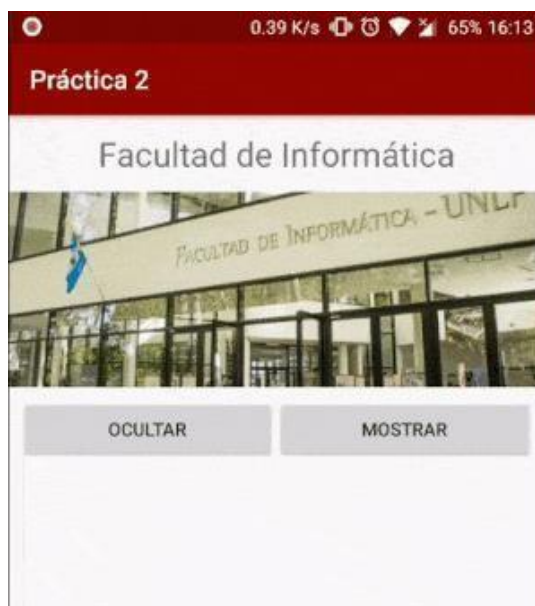 0.39 K/s 65% 16:13
Práctica 2
Facultad de Informática
FACULTAD DE INFORMÁTICA - UNLP
OCULTAR MOSTRAR